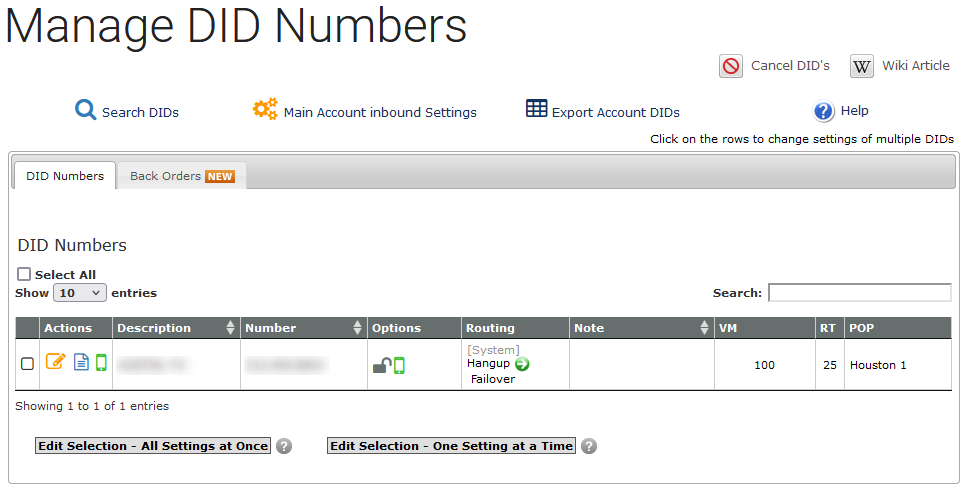 Manage DID Numbers
Cancel DID's W Wiki Article
Search DIDs Main Account inbound Settings Export Account DIDs ? Help
Click on the rows to change settings of multiple DIDs
DID Numbers Back Orders NEW
DID Numbers
Select All
Show 10 entries Search:
Actions Description Number Options Routing Note VM RT POP
[System]
Hangup 100 25 Houston 1
Failover
Showing 1 to 1 of 1 entries
Edit Selection - All Settings at Once ? Edit Selection - One Setting at a Time ?